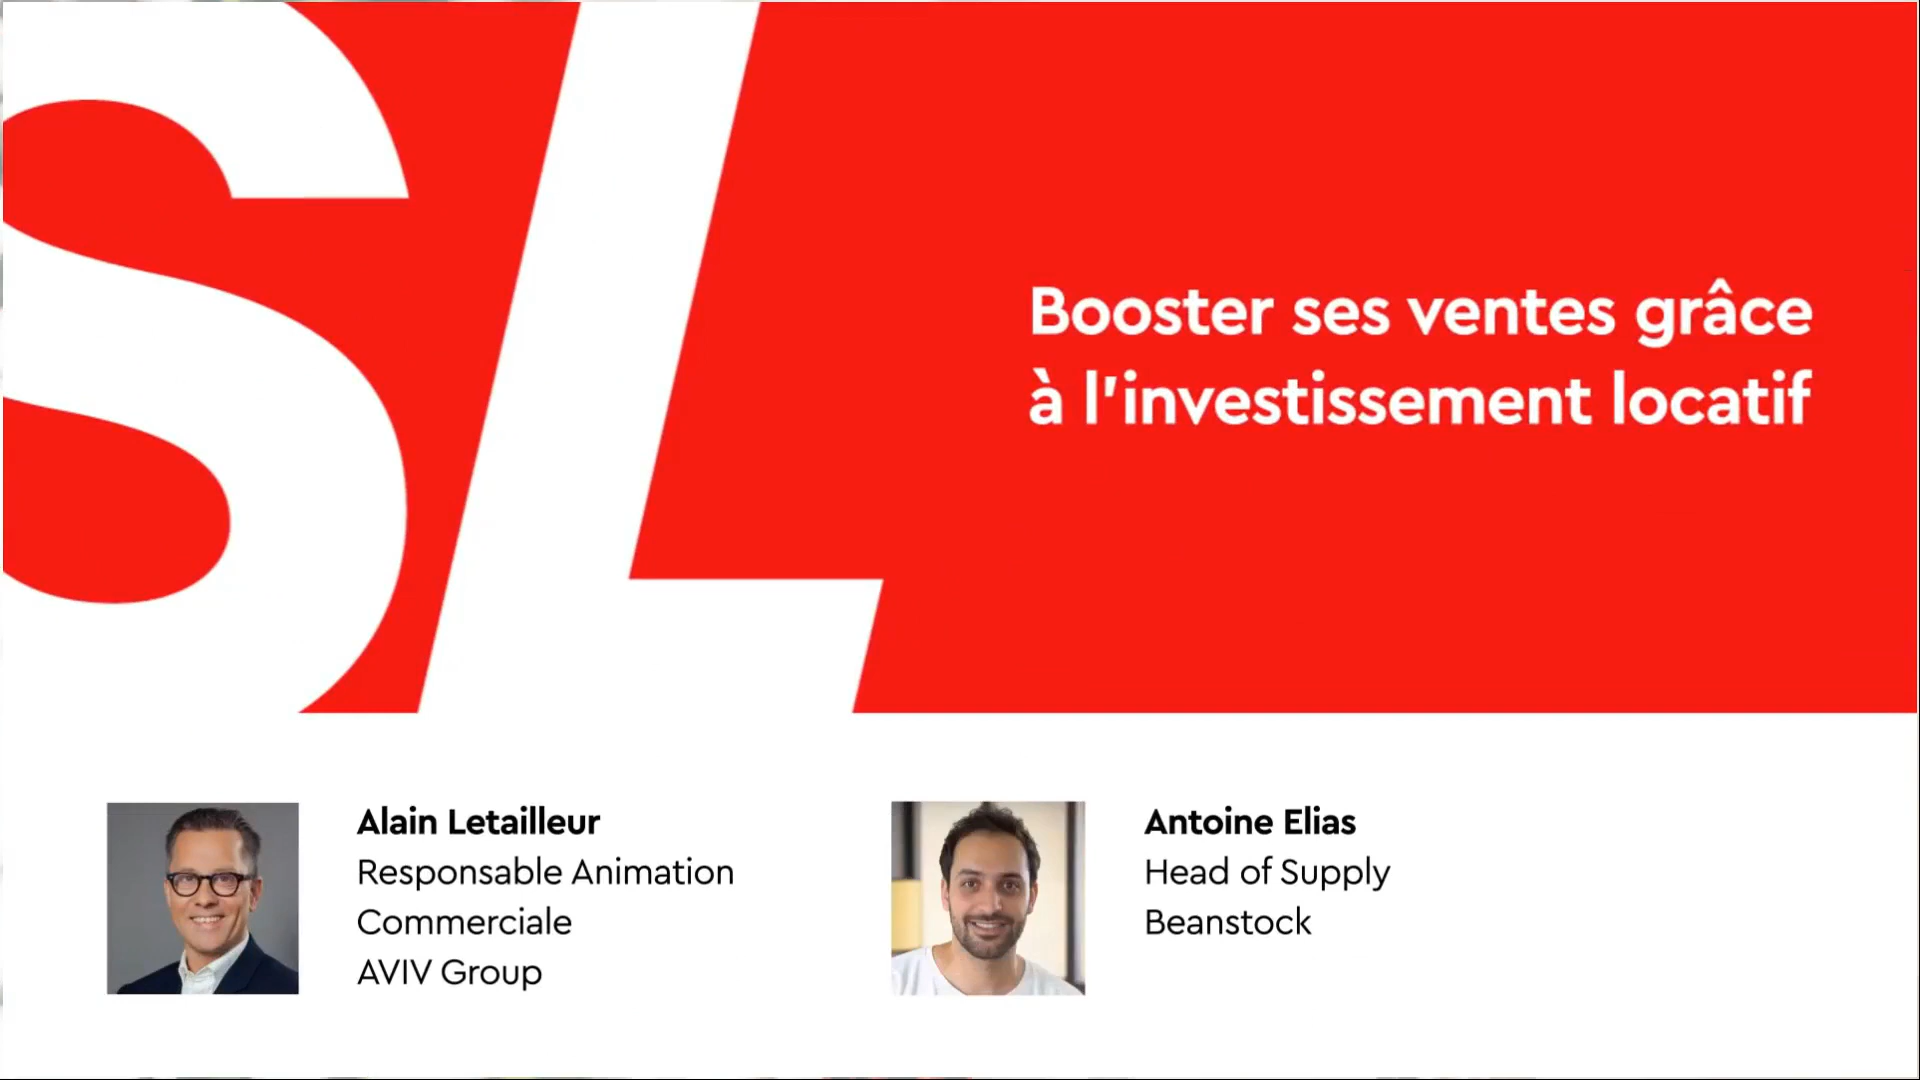 SL
Booster ses ventes grâce
à l'investissement locatif
Alain Letailleur
Responsable Animation
Commerciale
AVIV Group
Antoine Elias
Head of Supply
Beanstock